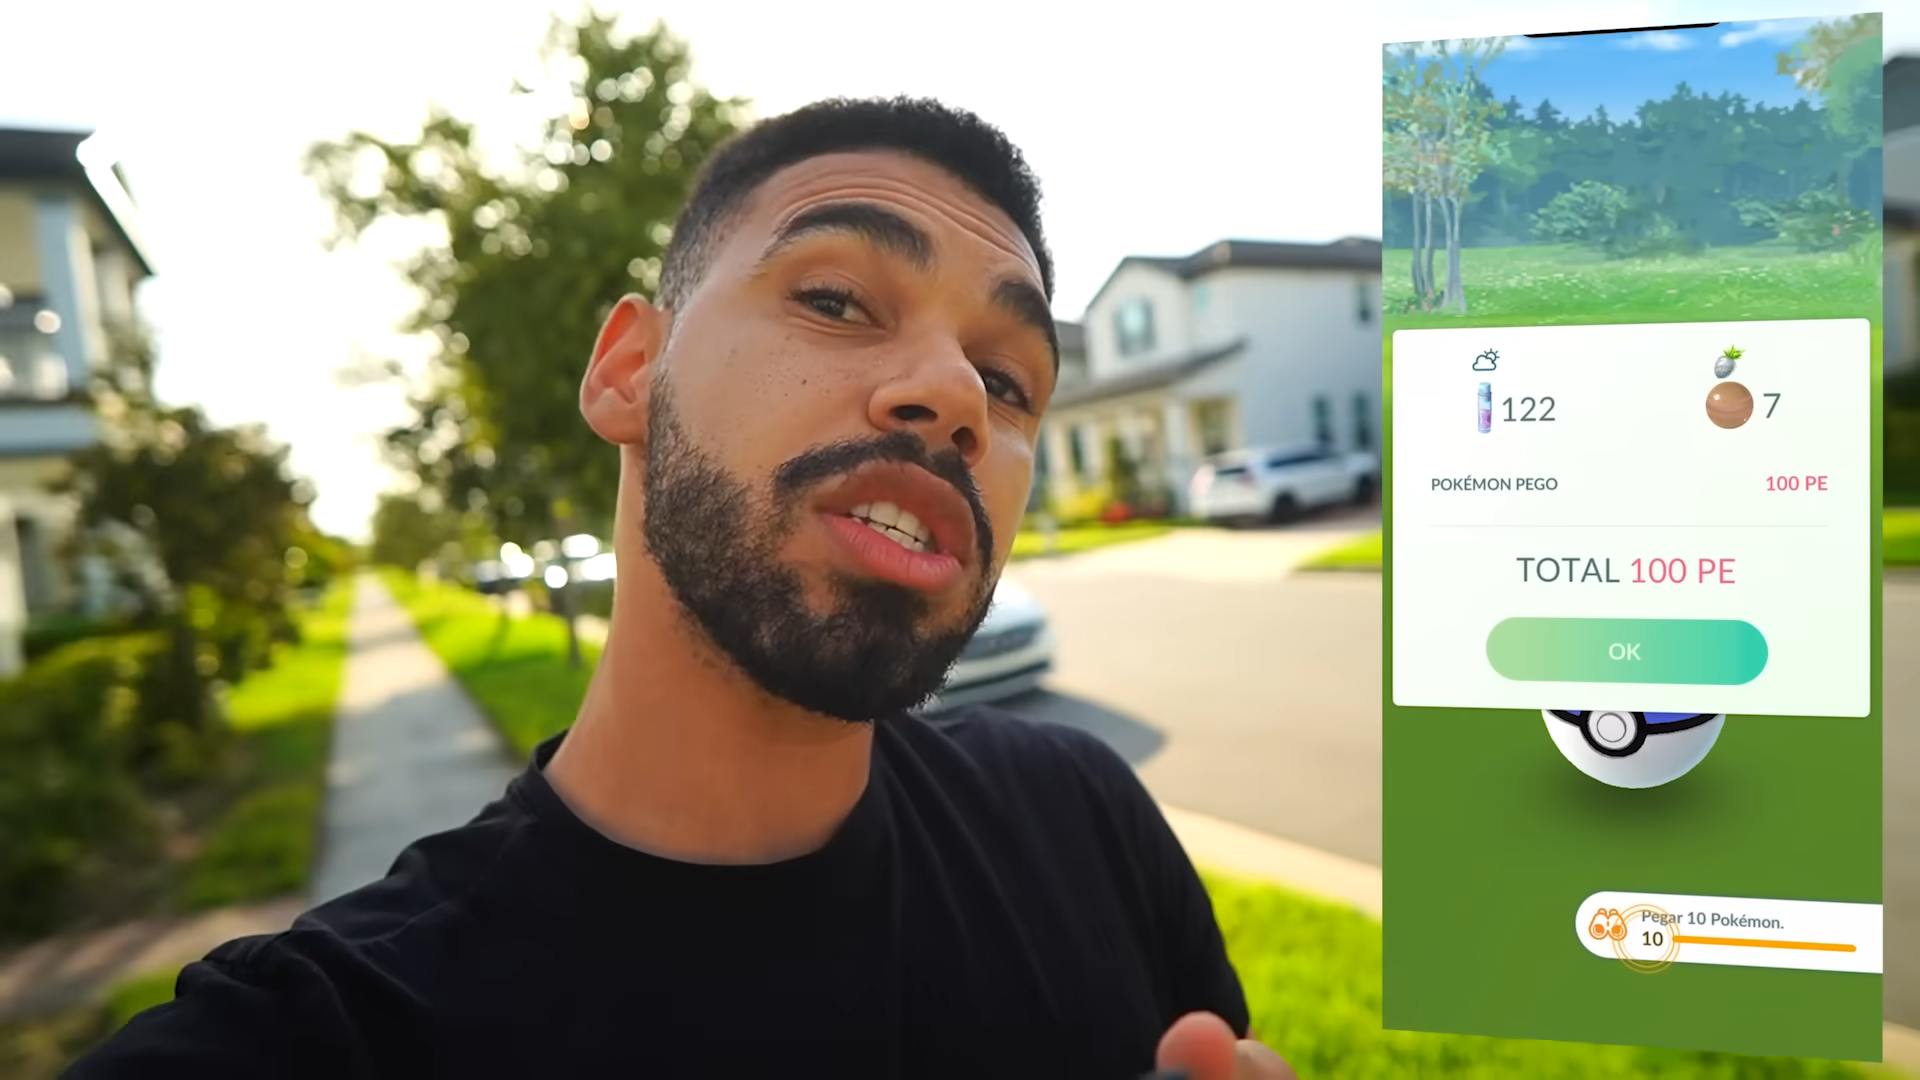 122
7
POKÉMON PEGO
100 PE
TOTAL 100 PE
OK
Pegar 10 Pokémon.
10